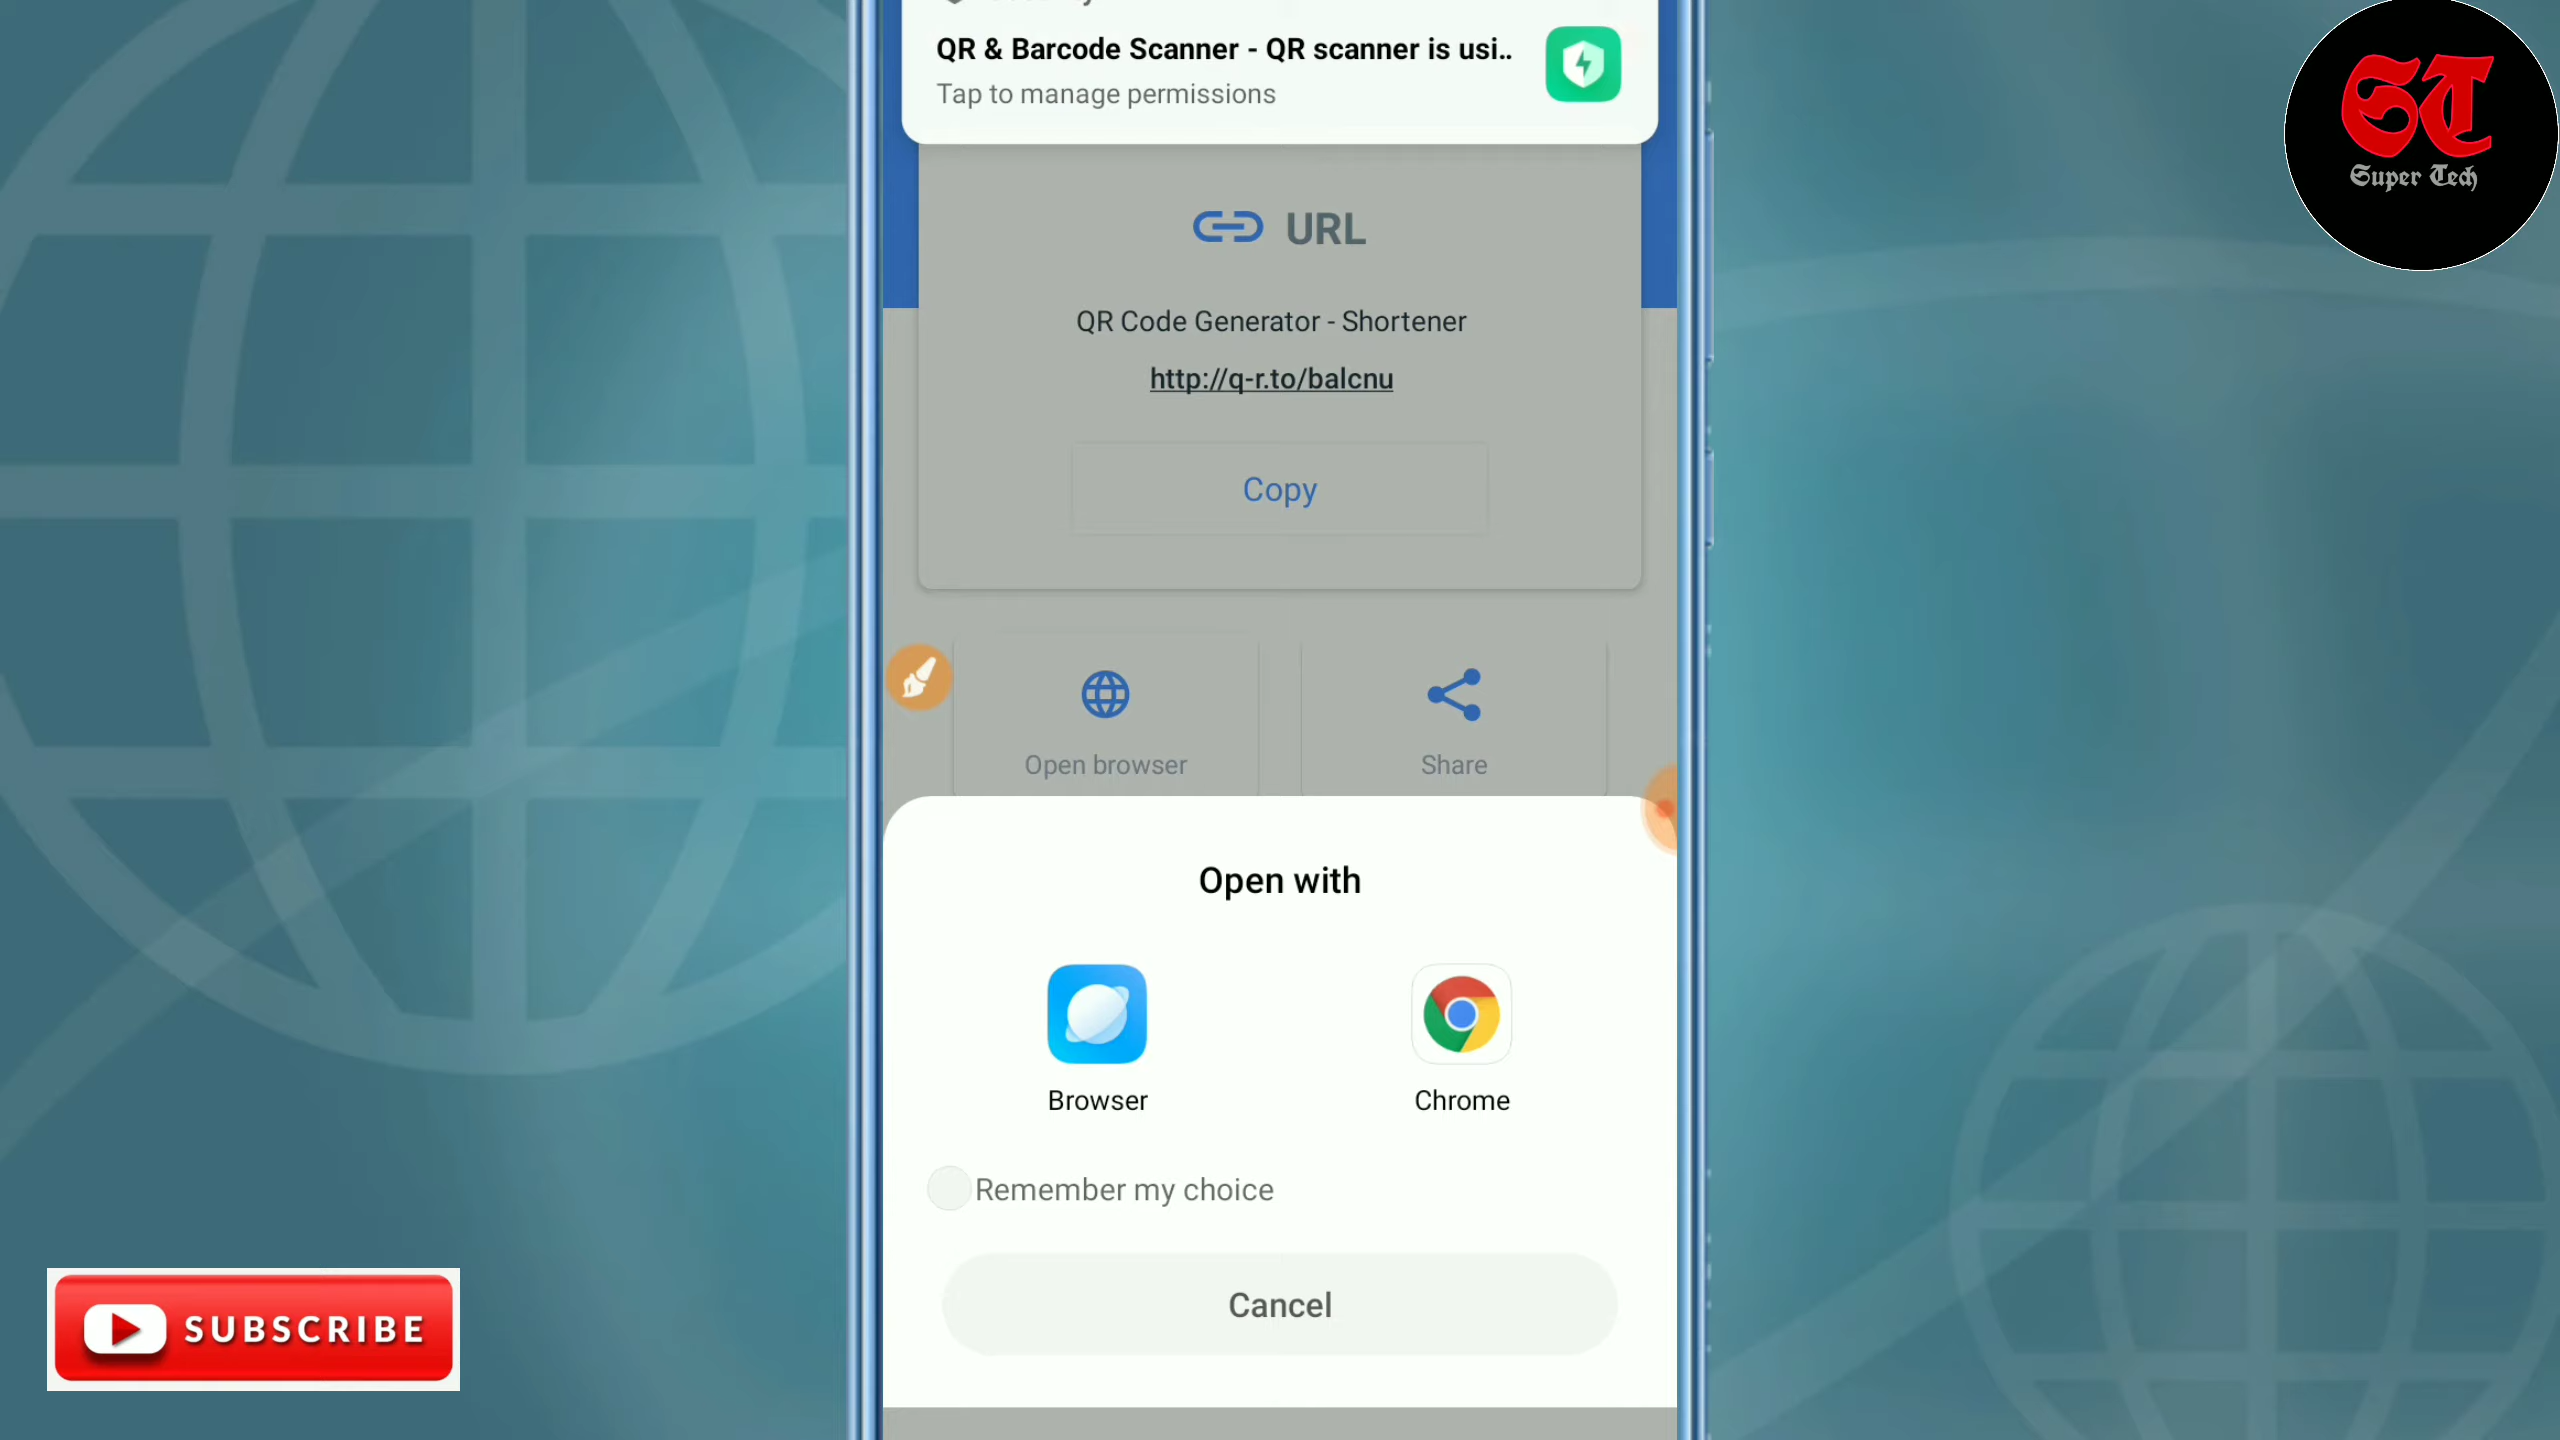 QR & Barcode Scanner - QR scanner is usi..
Tap to manage permissions
ST
Super Tech
URL
QR Code Generator - Shortener
http://q-r.to/balcnu
Copy
Open browser
Share
Open with
Browser
Chrome
Remember my choice
Cancel
SUBSCRIBE